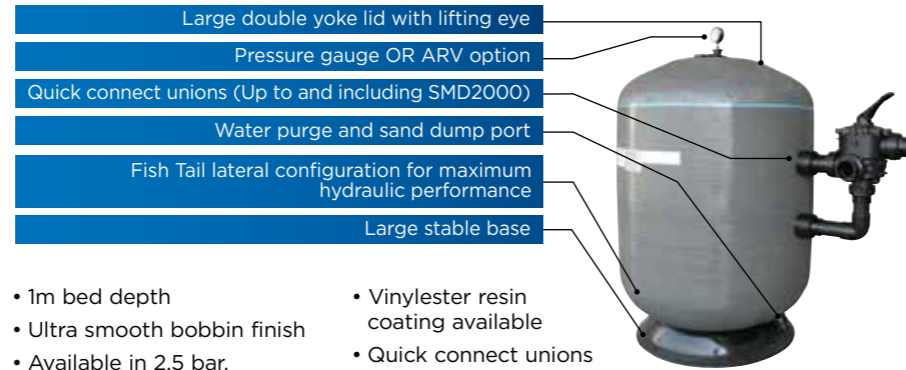 Large double yoke lid with lifting eye
Pressure gauge OR ARV option
Quick connect unions (Up to and including SMD2000)
Water purge and sand dump port
Fish Tail lateral configuration for maximum
hydraulic performance
Large stable base
• 1m bed depth
• Ultra smooth bobbin finish
• Available in 2.5 bar.
• Vinylester resin
coating available
• Quick connect unions